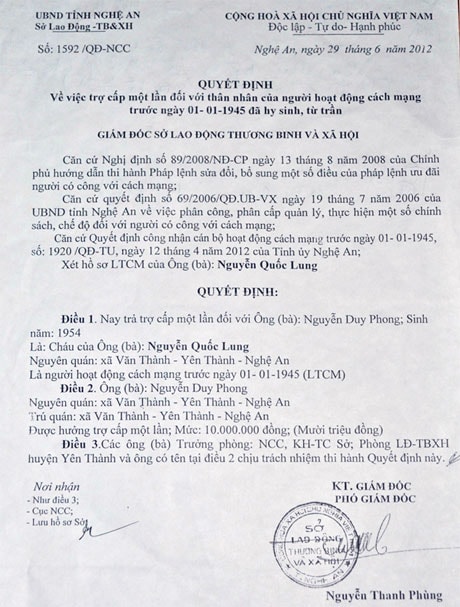 UBND TỈNH NGHỆ AN
Sở Lao Động -TB&XH
Số: 1592 /QĐ-NCC
CỘNG HOÀ XÃ HỘI CHỦ NGHĨA VIỆT NAM
Độc lập - Tự do- Hạnh phúc
Nghệ An, ngày 29 tháng 6 năm 2012
QUYẾT ĐỊNH
Về việc trợ cấp một lần đối với thân nhân của người hoạt động cách mạng
trước ngày 01- 01-1945 đã hy sinh, từ trần
GIÁM ĐỐC SỞ LAO ĐỘNG THƯƠNG BINH VÀ XÃ HỘI
Căn cứ Nghị định số 89/2008/NĐ-CP ngày 13 tháng 8 năm 2008 của Chính
phủ hướng dẫn thi hành Pháp lệnh sửa đổi, bổ sung một số điều của pháp lệnh ưu đãi
người có công với cách mạng;
Căn cứ quyết định số 69/2006/QĐ.UB-VX ngày 19 tháng 7 năm 2006 của
UBND tỉnh Nghệ An về việc phân công, phân cấp quản lý, thực hiện một số chính
sách, chế độ đối với người có công với cách mạng;
Căn cứ Quyết định công nhận cán bộ hoạt động cách mạng trước ngày 01- 01-1945,
số: 1920 /QĐ-TU, ngày 12 tháng 4 năm 2012 của Tỉnh ủy Nghệ An;
Xét hồ sơ LTCM của Ông (bà): Nguyễn Quốc Lung
QUYẾT ĐỊNH:
Điều 1. Nay trả trợ cấp một lần đối với Ông (bà): Nguyễn Duy Phong; Sinh
năm: 1954
Là: Cháu của Ông (bà): Nguyễn Quốc Lung
Nguyên quán: xã Văn Thành - Yên Thành - Nghệ An
Là người hoạt động cách mạng trước ngày 01- 01-1945 (LTCM)
Điều 2. Ông (bà): Nguyễn Duy Phong
Nguyên quán: xã Văn Thành - Yên Thành - Nghệ An
Trú quán: xã Văn Thành - Yên Thành - Nghệ An
Được hưởng trợ cấp một lần; Mức: 10.000.000 đồng; (Mười triệu đồng)
Điều 3.Các ông (bà) Trưởng phòng: NCC, KH-TC Sở; Phòng LĐ-TBXH
huyện Yên Thành và ông có tên tại điều 2 chịu trách nhiệm thi hành Quyết định này.
Nơi nhận
- Như điều 3;
- Cục NCC;
- Lưu hồ sơ Sở
KT. GIÁM ĐỐC
PHÓ GIÁM ĐỐC
SỞ
LAO ĐỘNG
THƯƠNG BINH
VÀ XÃ HỘI
Nguyễn Thanh Phùng